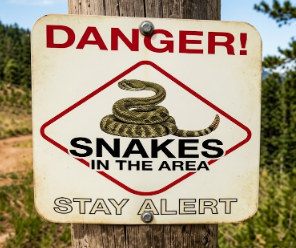 DANGER!
SNAKES
IN THE AREA
STAY ALERT